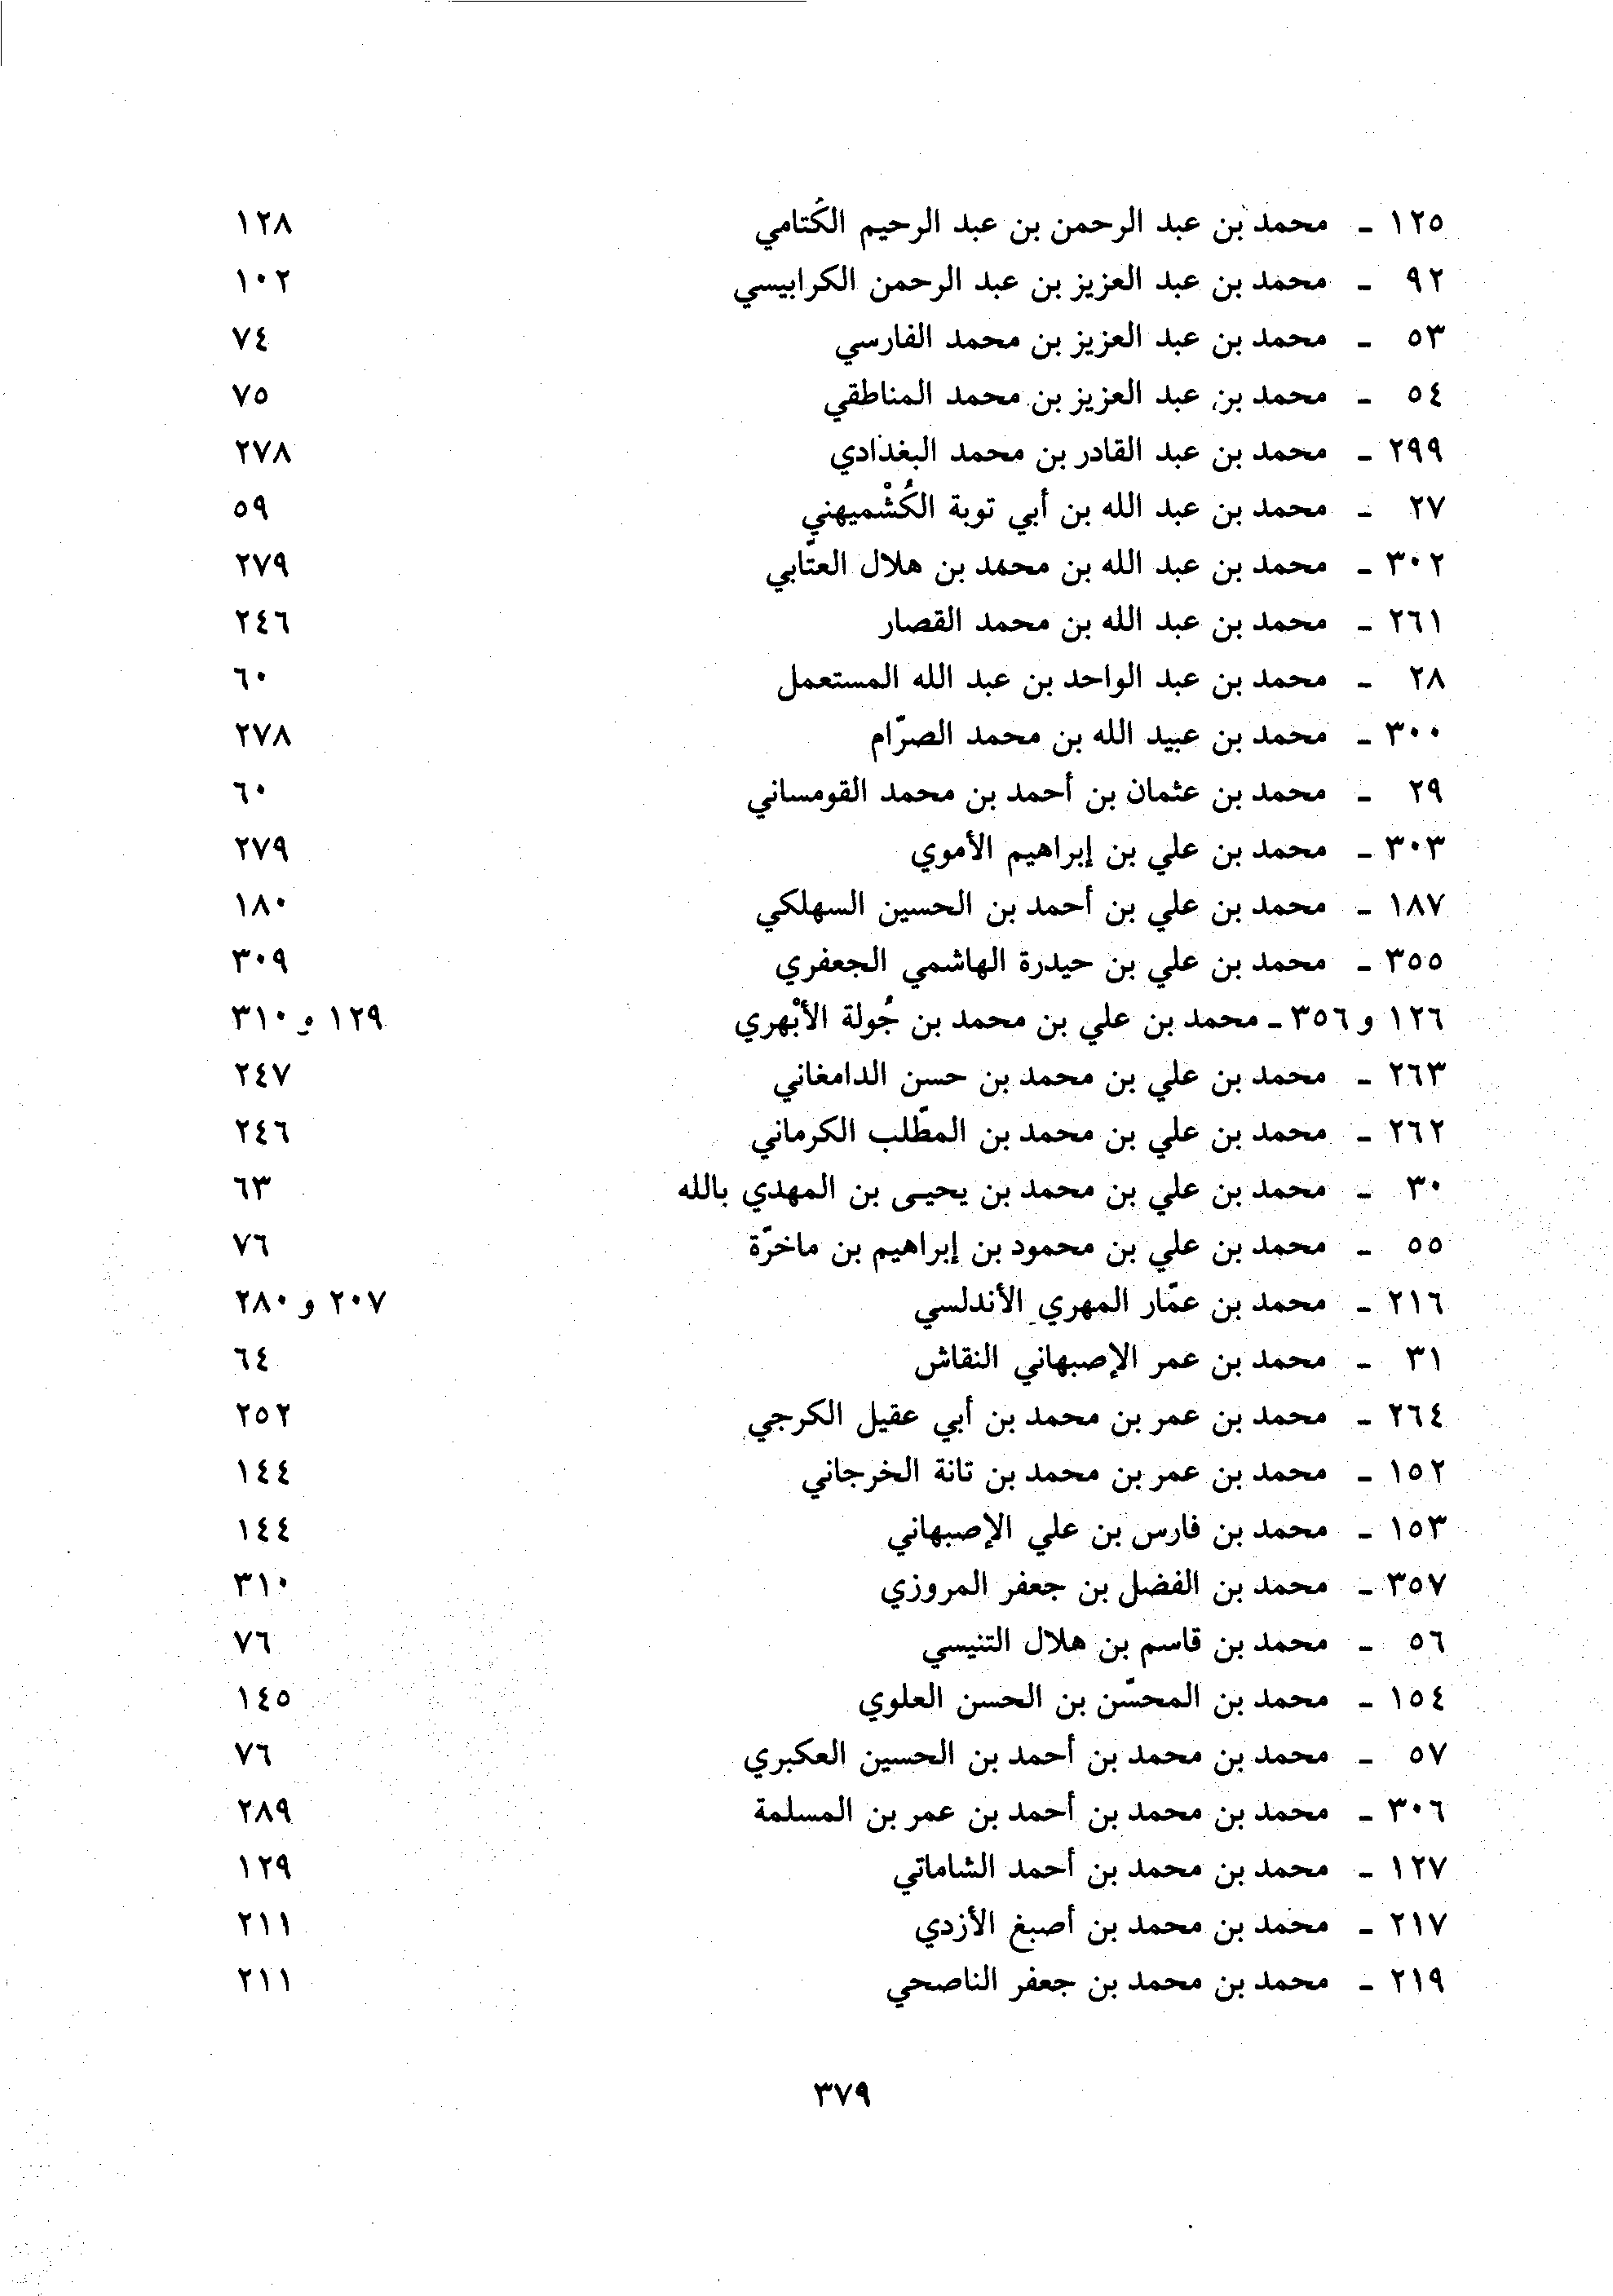 ١٢٥ ـ محمد بن عبد الرحمن بن عبد الرحيم الكُتامي ١٢٨
٩٢ ـ محمد بن عبد العزيز بن عبد الرحمن الكرابيسي ١٠٢
٥٣ ـ محمد بن عبد العزيز بن محمد الفارسي ٧٤
٥٤ ـ محمد بن عبد العزيز بن محمد المناطقي ٧٥
٢٩٩ ـ محمد بن عبد القادر بن محمد البغدادي ٢٧٨
٢٧ ـ محمد بن عبد الله بن أبي توبة الكُشْميهني ٥٩
٣٠٢ ـ محمد بن عبد الله بن محمد بن هلال العتّابي ٢٧٩
٢٦١ ـ محمد بن عبد الله بن محمد القصار ٢٤٦
٢٨ ـ محمد بن عبد الواحد بن عبد الله المستعمل ٦٠
٣٠٠ ـ محمد بن عبيد الله بن محمد الصرّام ٢٧٨
٢٩ ـ محمد بن عثمان بن أحمد بن محمد القومساني ٦٠
٣٠٣ ـ محمد بن علي بن إبراهيم الأموي ٢٧٩
١٨٧ ـ محمد بن علي بن أحمد بن الحسين السهلكي ١٨٠
٣٥٥ ـ محمد بن علي بن حيدرة الهاشمي الجعفري ٣٠٩
١٢٦ و ٣٥٦ ـ محمد بن علي بن محمد بن جُولة الأبْهري ١٢٩ و ٣١٠
٢٦٣ ـ محمد بن علي بن محمد بن حسن الدامغاني ٢٤٧
٢٦٢ ـ محمد بن علي بن محمد بن المطّلب الكرماني ٢٤٦
٣٠ ـ محمد بن علي بن محمد بن يحيى بن المهدي بالله ٦٣
٥٥ ـ محمد بن علي بن محمود بن إبراهيم بن ماخرّة ٧٦
٢١٦ ـ محمد بن عمّار المهري الأندلسي ٢٠٧ و ٢٨٠
٣١ ـ محمد بن عمر الإصبهاني النقاش ٦٤
٢٦٤ ـ محمد بن عمر بن محمد بن أبي عقيل الكرجي ٢٥٢
١٥٢ ـ محمد بن عمر بن محمد بن تانة الخرجاني ١٤٤
١٥٣ ـ محمد بن فارس بن علي الإصبهاني ١٤٤
٣٥٧ ـ محمد بن الفضل بن جعفر المروزي ٣١٠
٥٦ ـ محمد بن قاسم بن هلال التنيسي ٧٦
١٥٤ ـ محمد بن المحسّن بن الحسن العلوي ١٤٥
٥٧ ـ محمد بن محمد بن أحمد بن الحسين العكبري ٧٦
٣٠٦ ـ محمد بن محمد بن أحمد بن عمر بن المسلمة ٢٨٩
١٢٧ ـ محمد بن محمد بن أحمد الشاماتي ١٢٩
٢١٧ ـ محمد بن محمد بن أصبغ الأزدي ٢١١
٢١٩ ـ محمد بن محمد بن جعفر الناصحي ٢١١
٣٧٩